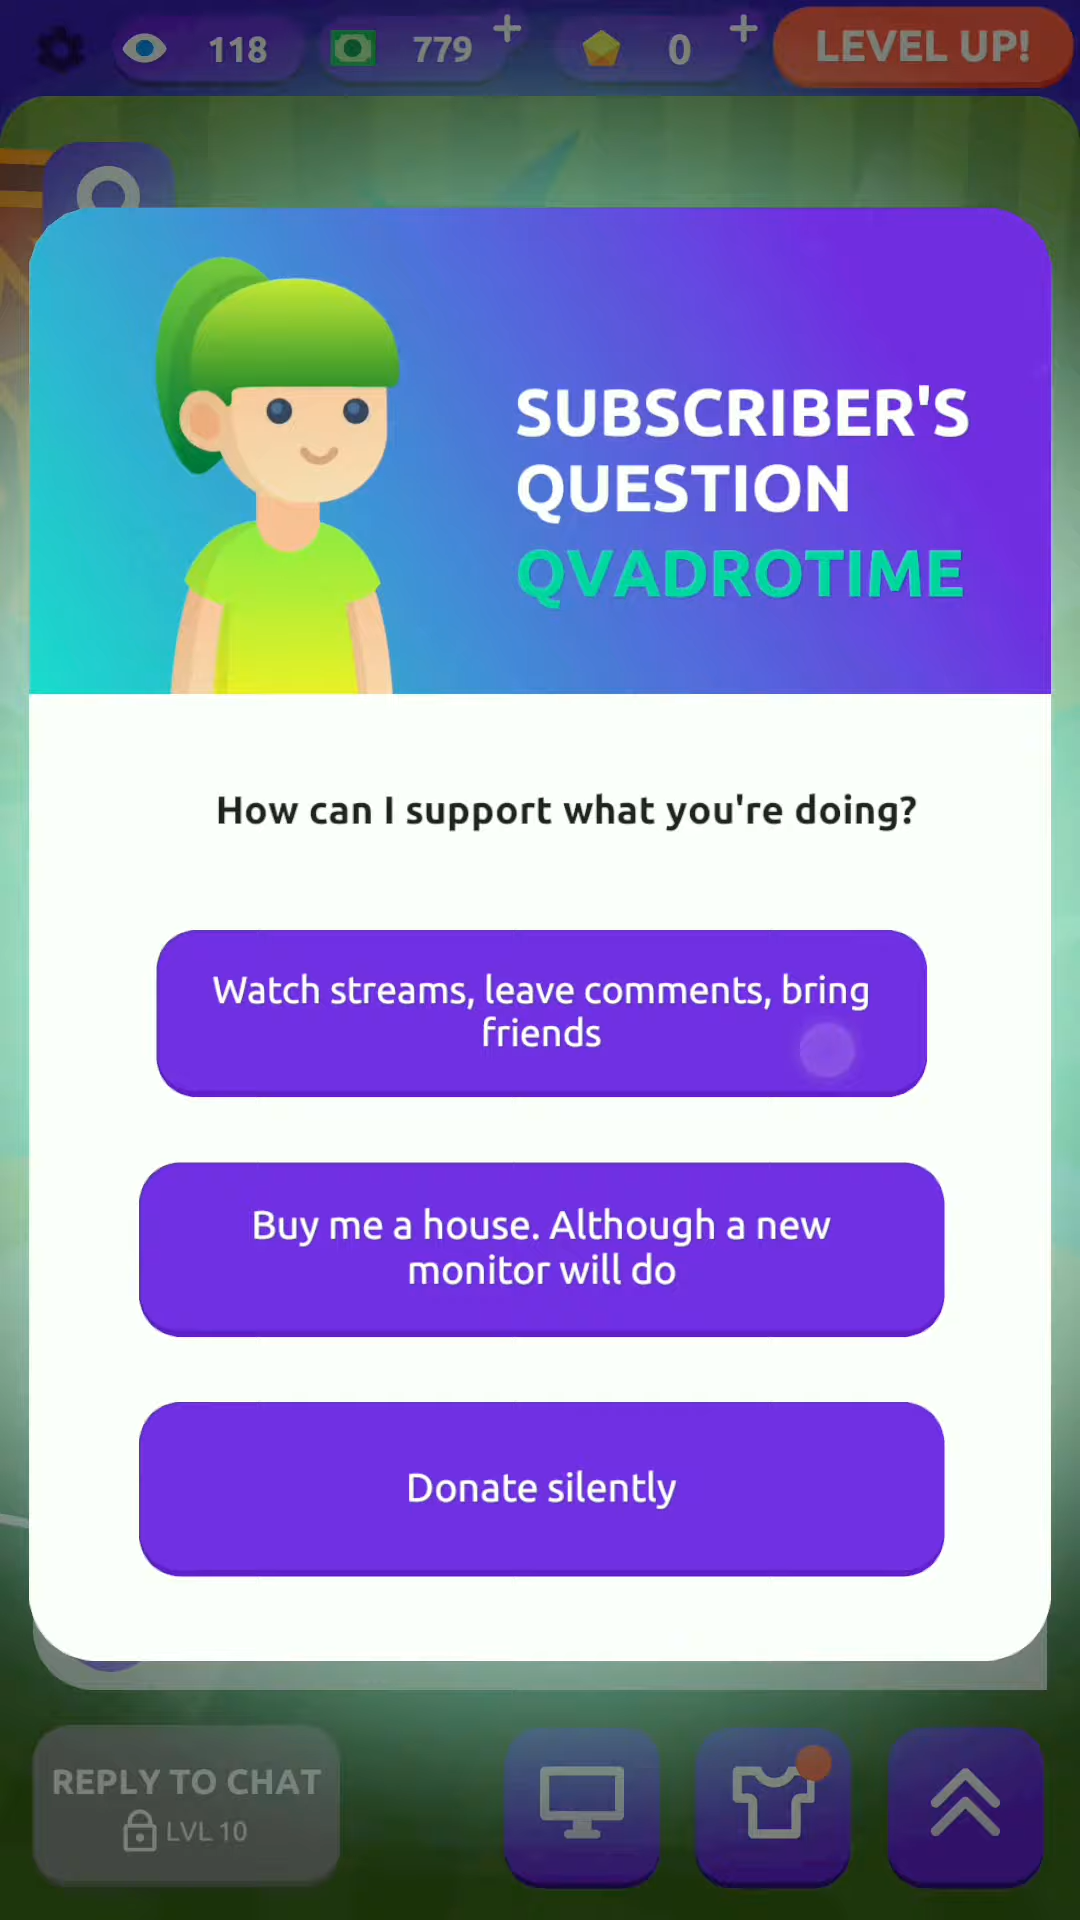 118
779
+
0
+
LEVEL UP!
SUBSCRIBER'S
QUESTION
QVADROTIME
How can I support what you're doing?
Watch streams, leave comments, bring
friends
Buy me a house. Although a new
monitor will do
Donate silently
REPLY TO CHAT
LVL 10